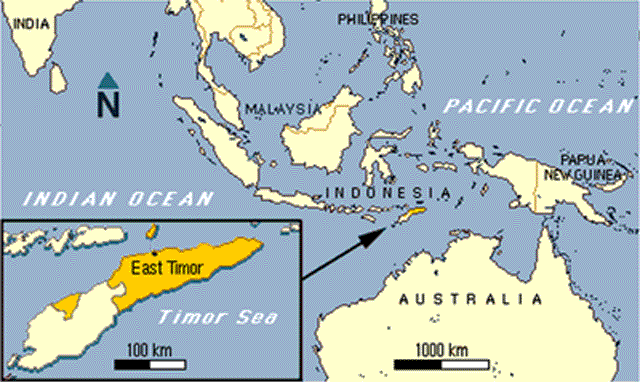 INDIA
PHILIPPINES
N
MALAYSIA
PACIFIC OCEAN
PAPUA
NEW GUINEA
INDIAN OCEAN
INDONESIA
East Timor
Timor Sea
AUSTRALIA
100 km
1000 km